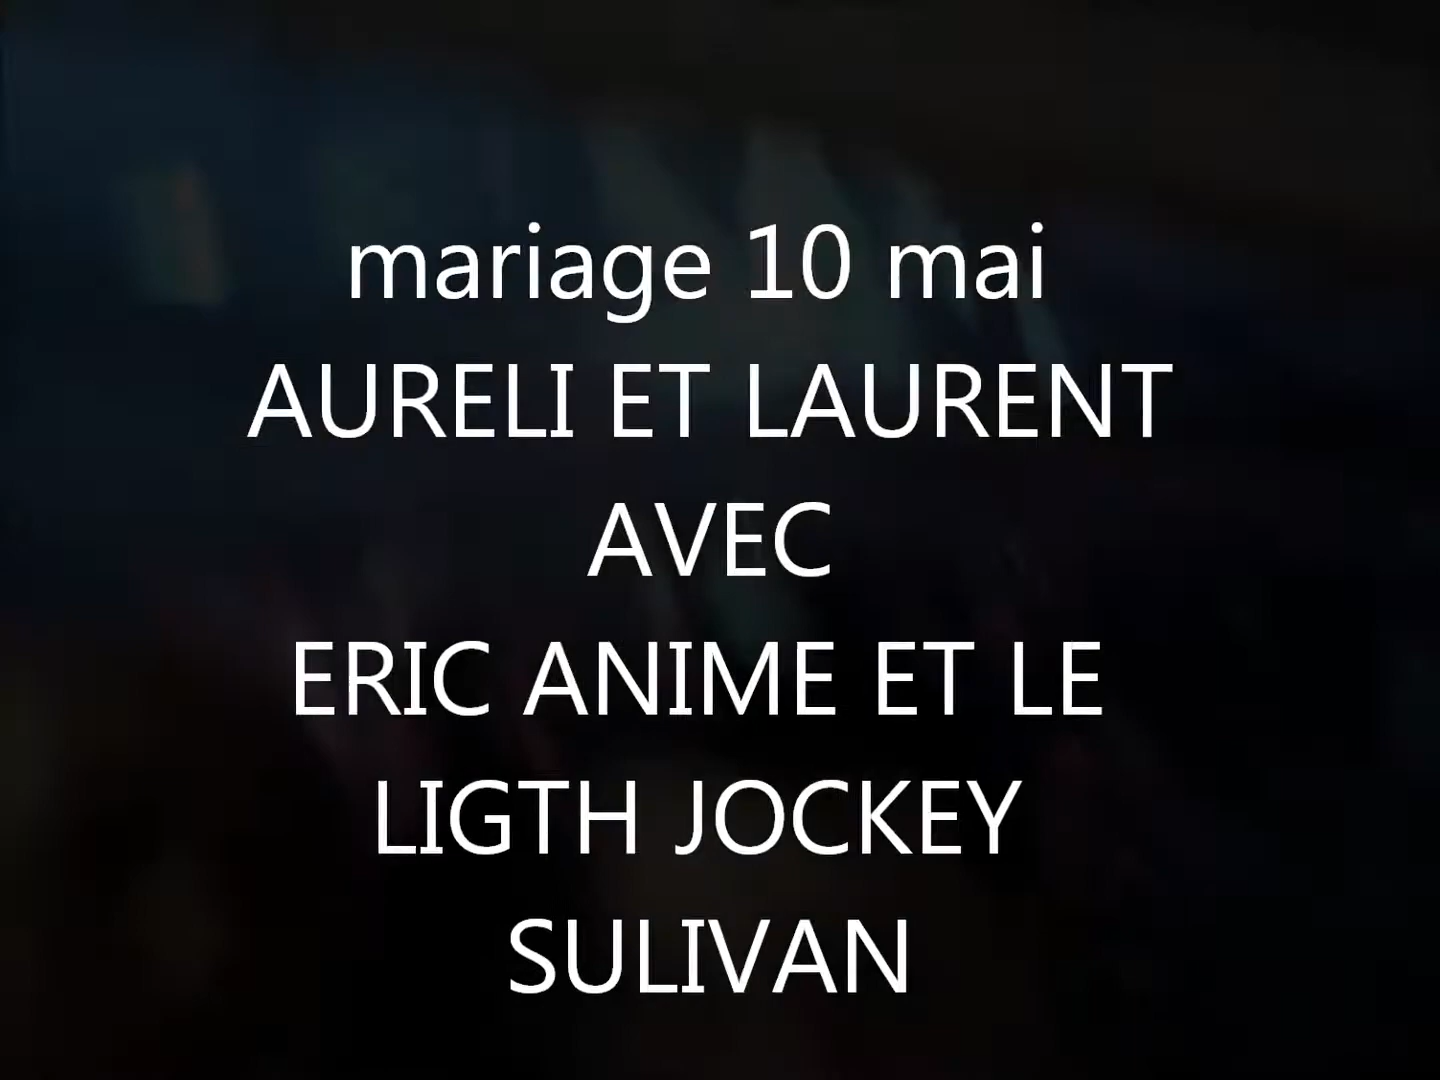 mariage 10 mai
AURELI ET LAURENT
AVEC
ERIC ANIME ET LE
LIGTH JOCKEY
SULIVAN